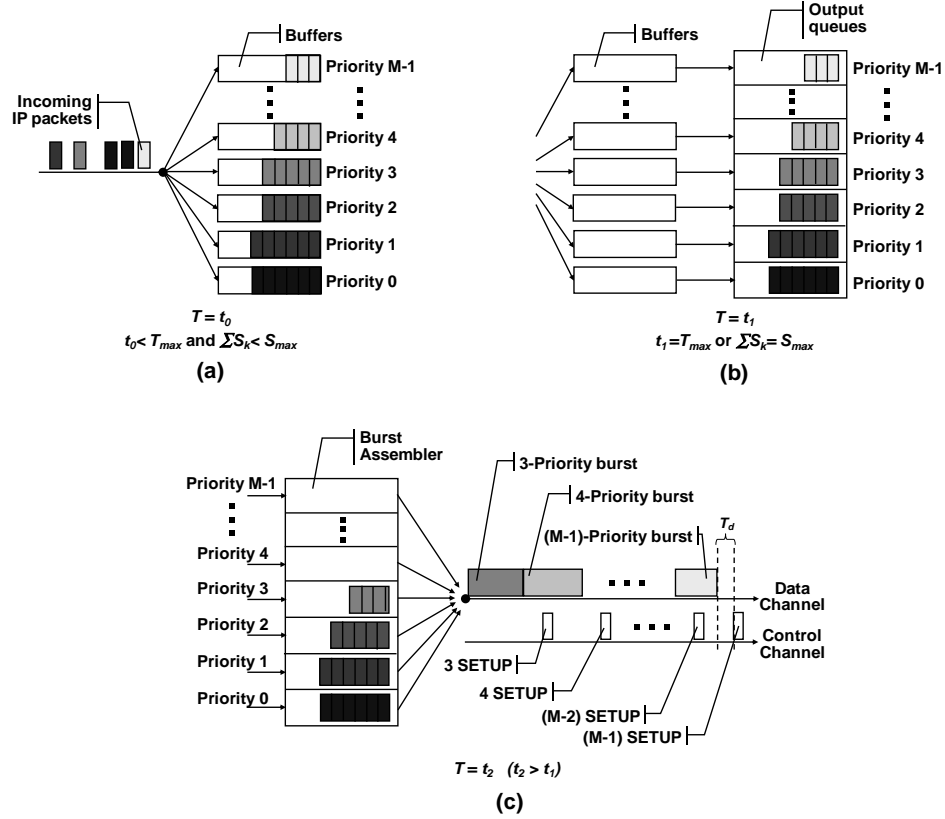 Buffers
Priority M-1
Incoming
IP packets
Priority 4
Priority 3
Priority 2
Priority 1
Priority 0
T = t0
t0 < Tmax and ΣSk < Smax
(a)
Output
queues
Buffers
Priority M-1
Priority 4
Priority 3
Priority 2
Priority 1
Priority 0
T = t1
t1 = Tmax or ΣSk = Smax
(b)
Burst
Assembler
Priority M-1
Priority 4
Priority 3
Priority 2
Priority 1
Priority 0
3-Priority burst
4-Priority burst
(M-1)-Priority burst
Td
Data
Channel
Control
Channel
3 SETUP
4 SETUP
(M-2) SETUP
(M-1) SETUP
T = t2 (t2 > t1)
(c)